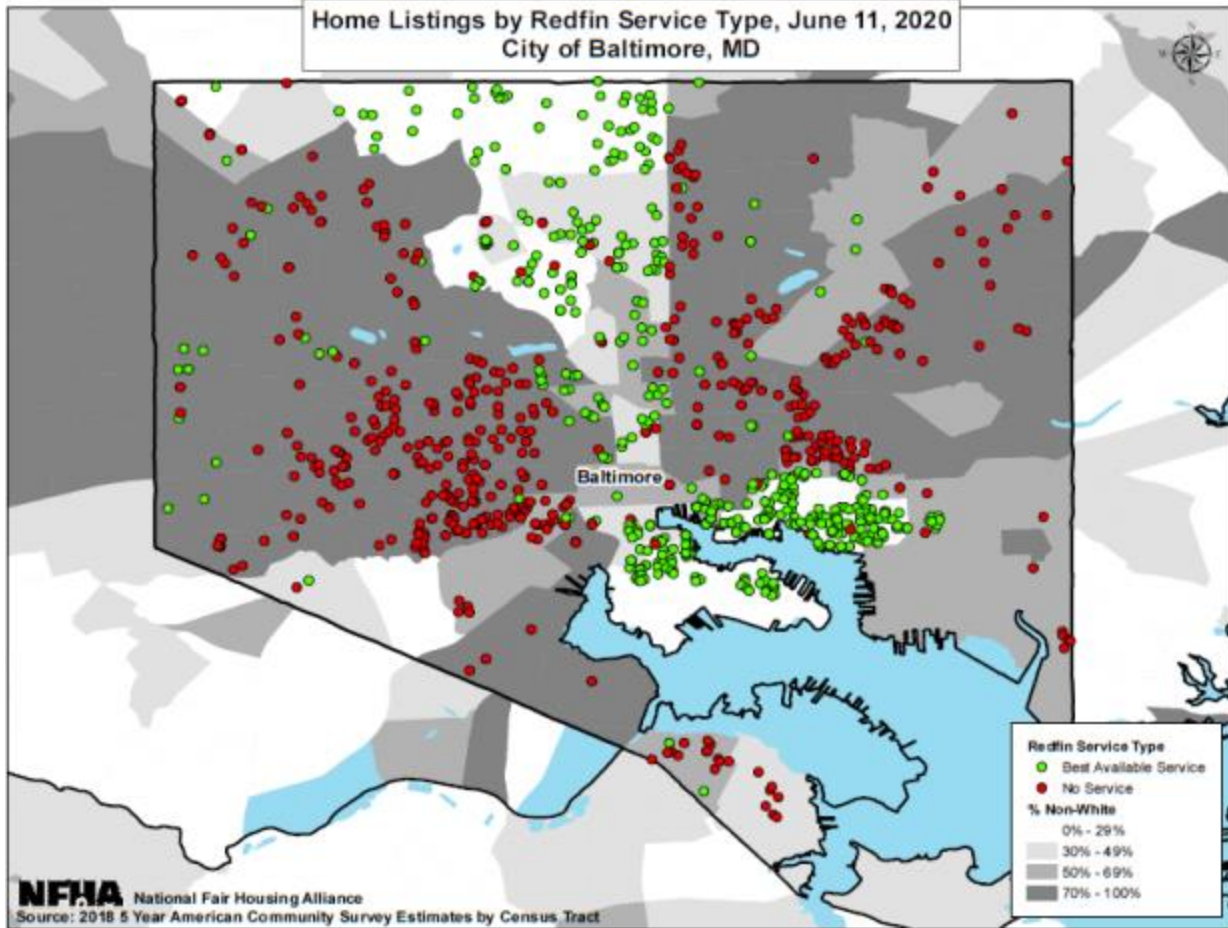 Home Listings by Redfin Service Type, June 11, 2020
City of Baltimore, MD
N
W E
S
Baltimore
Redfin Service Type
Best Available Service
No Service
% Non-White
0% - 29%
30% - 49%
50% - 69%
70% - 100%
NFHA National Fair Housing Alliance
Source: 2018 5 Year American Community Survey Estimates by Census Tract